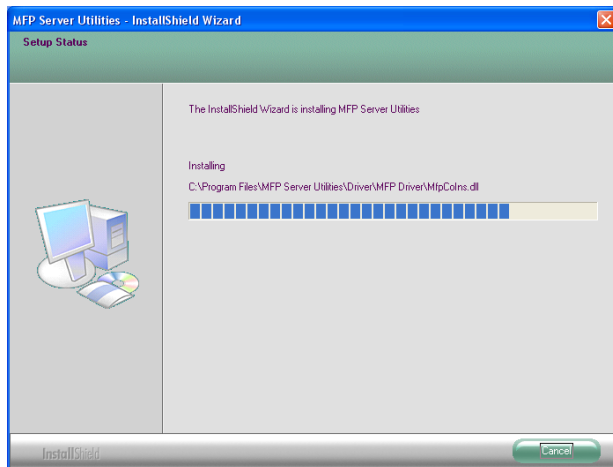 MFP Server Utilities - InstallShield Wizard
Setup Status
The InstallShield Wizard is installing MFP Server Utilities
Installing
C:\Program Files\MFP Server Utilities\Driver\MFP Driver\MfpCoIns.dll
InstallShield
Cancel